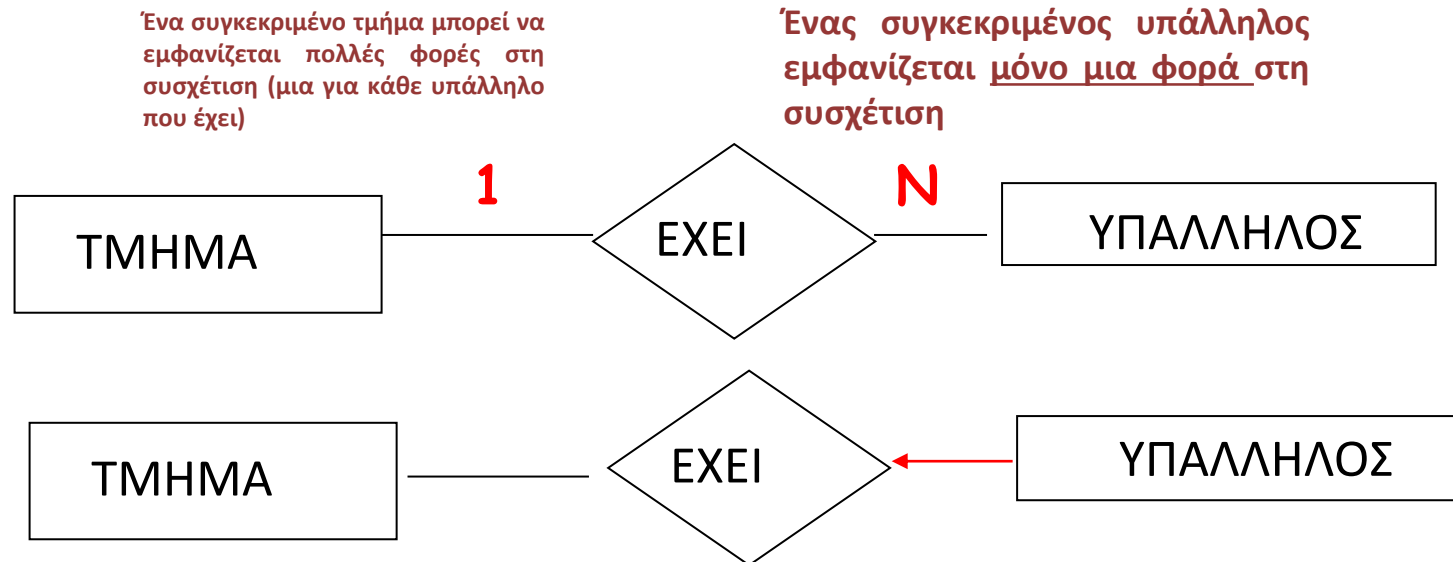 Ένα συγκεκριμένο τμήμα μπορεί να
εμφανίζεται πολλές φορές στη
συσχέτιση (μια για κάθε υπάλληλο
που έχει)
Ένας συγκεκριμένος υπάλληλος
εμφανίζεται μόνο μια φορά στη
συσχέτιση
1
N
ΤΜΗΜΑ
ΕΧΕΙ
ΥΠΑΛΛΗΛΟΣ
ΤΜΗΜΑ
ΕΧΕΙ
ΥΠΑΛΛΗΛΟΣ